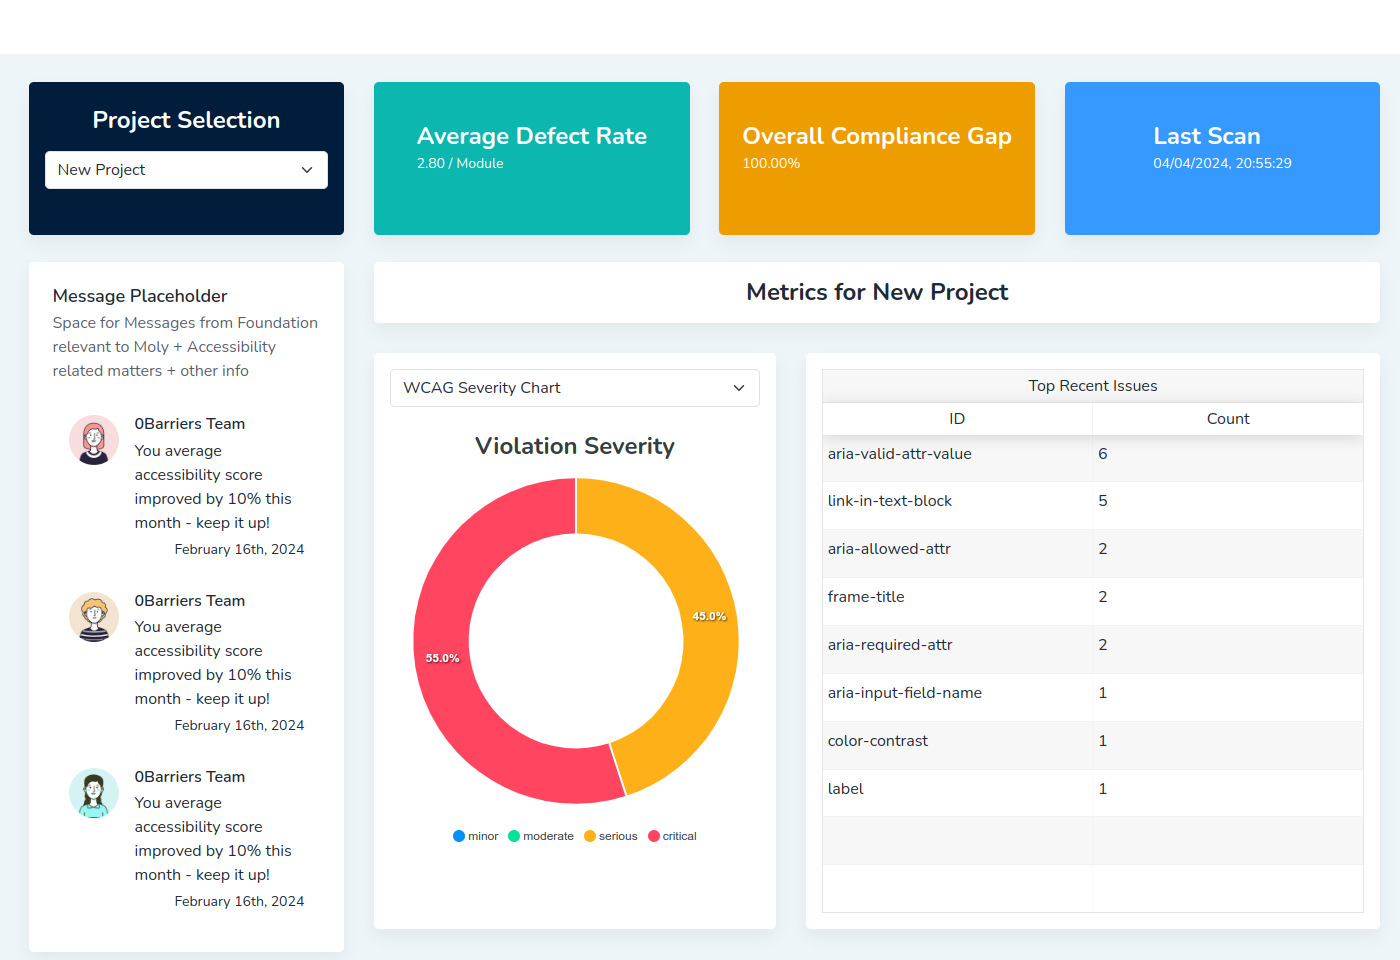 Project Selection
New Project
Average Defect Rate
2.80 / Module
Overall Compliance Gap
100.00%
Last Scan
04/04/2024, 20:55:29
Message Placeholder
Space for Messages from Foundation
relevant to Moly + Accessibility
related matters + other info
0Barriers Team
You average
accessibility score
improved by 10% this
month - keep it up!
February 16th, 2024
0Barriers Team
You average
accessibility score
improved by 10% this
month - keep it up!
February 16th, 2024
0Barriers Team
You average
accessibility score
improved by 10% this
month - keep it up!
February 16th, 2024
Metrics for New Project
WCAG Severity Chart
Violation Severity
45.0%
55.0%
minor moderate serious critical
Top Recent Issues
ID Count
aria-valid-attr-value 6
link-in-text-block 5
aria-allowed-attr 2
frame-title 2
aria-required-attr 2
aria-input-field-name 1
color-contrast 1
label 1